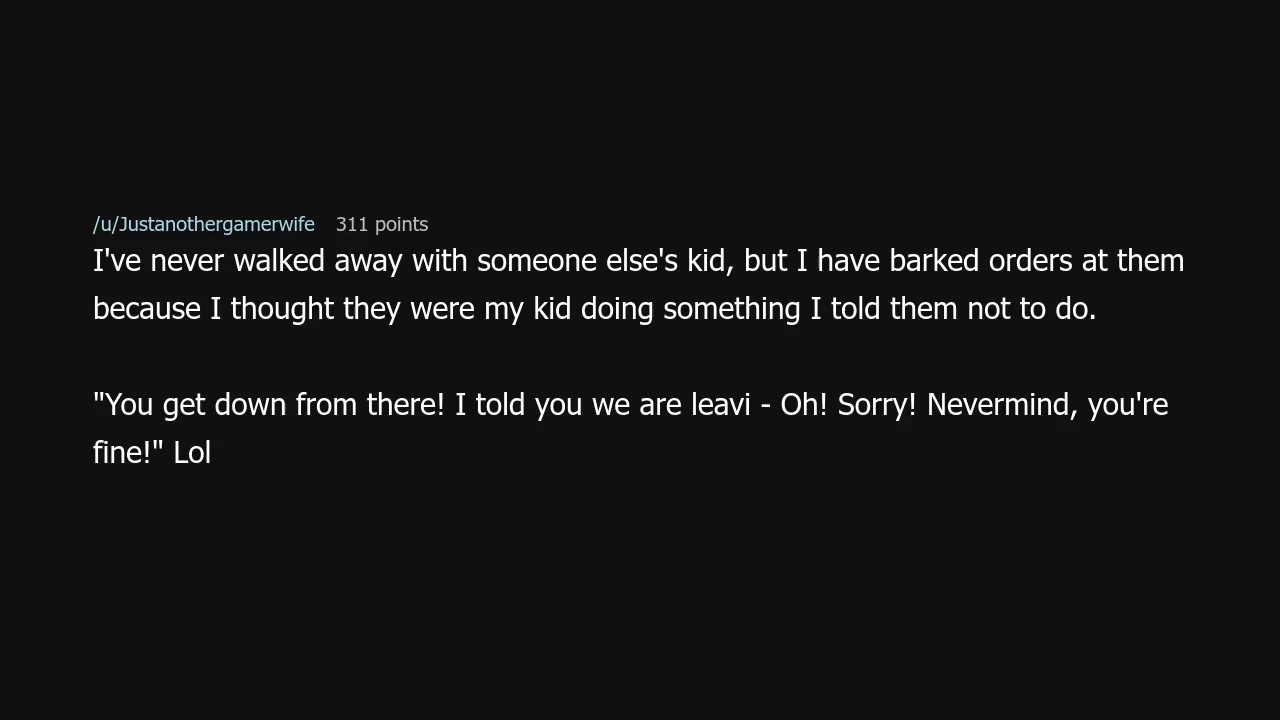 /u/Justanothergamerwife 311 points
I've never walked away with someone else's kid, but I have barked orders at them
because I thought they were my kid doing something I told them not to do.
"You get down from there! I told you we are leavi - Oh! Sorry! Nevermind, you're
fine!" Lol